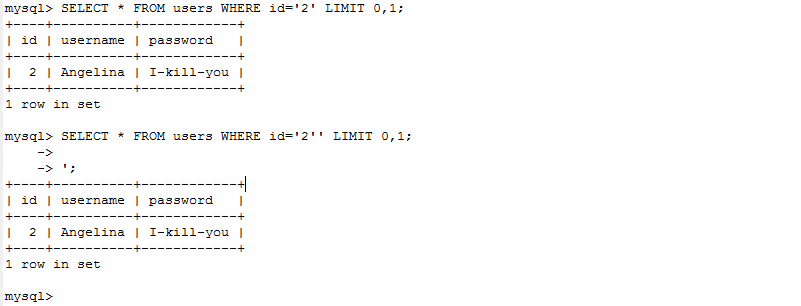 mysql> SELECT * FROM users WHERE id='2' LIMIT 0,1;
+----+----------+------------+
| id | username | password   |
+----+----------+------------+
|  2 | Angelina | I-kill-you |
+----+----------+------------+
1 row in set
mysql> SELECT * FROM users WHERE id='2'' LIMIT 0,1;
    ->
    -> ';
+----+----------+------------+
| id | username | password   |
+----+----------+------------+
|  2 | Angelina | I-kill-you |
+----+----------+------------+
1 row in set
mysql>